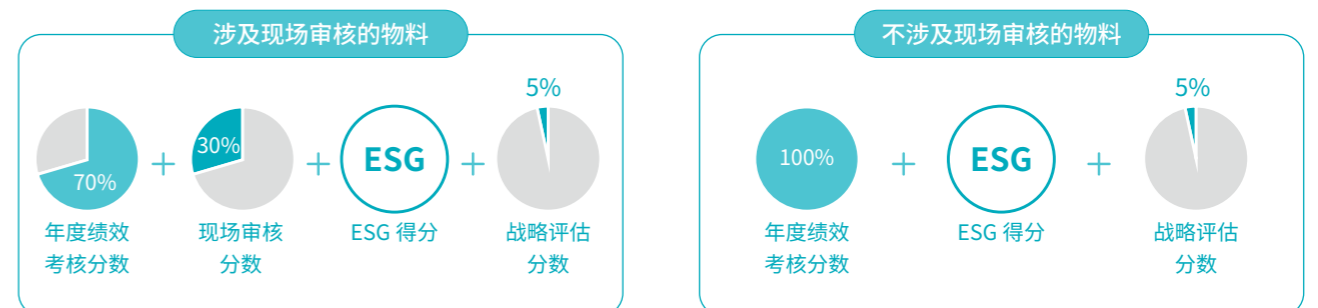 涉及现场审核的物料
不涉及现场审核的物料
70%
+
30%
+
ESG
+
5%
年度绩效
考核分数
现场审核
分数
ESG 得分
战略评估
分数
100%
+
ESG
+
5%
年度绩效
考核分数
ESG 得分
战略评估
分数